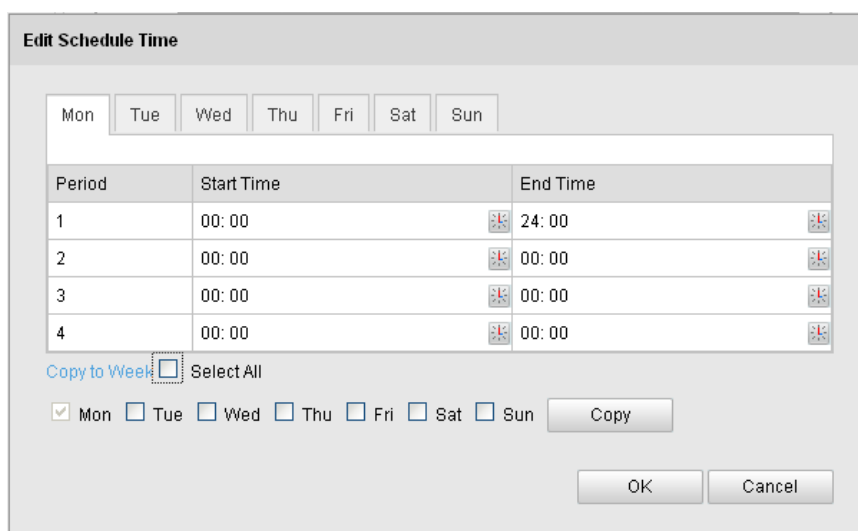 Edit Schedule Time
Mon Tue Wed Thu Fri Sat Sun
Period Start Time End Time
1 00: 00 24: 00
2 00: 00 00: 00
3 00: 00 00: 00
4 00: 00 00: 00
Copy to Week Select All
Mon Tue Wed Thu Fri Sat Sun Copy
OK Cancel